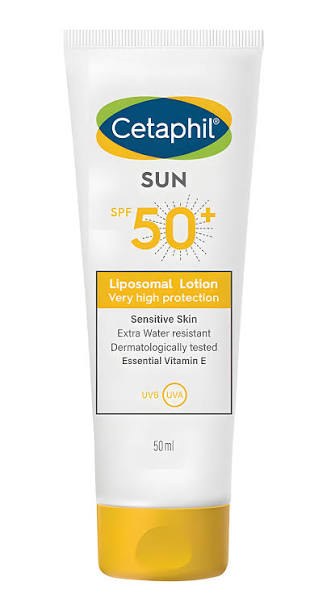 Cetaphil®
SUN
SPF 50+
Liposomal Lotion
Very high protection
Sensitive Skin
Extra Water resistant
Dermatologically tested
Essential Vitamin E
UVB UVA
50ml